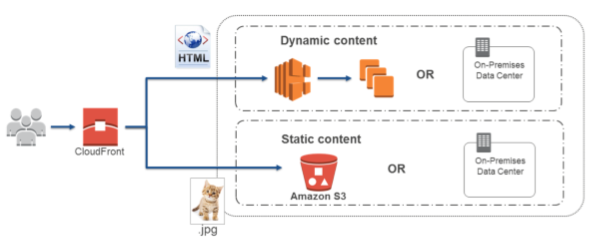 HTML
Dynamic content
OR
On-Premises
Data Center
CloudFront
Static content
Amazon S3
OR
On-Premises
Data Center
.jpg